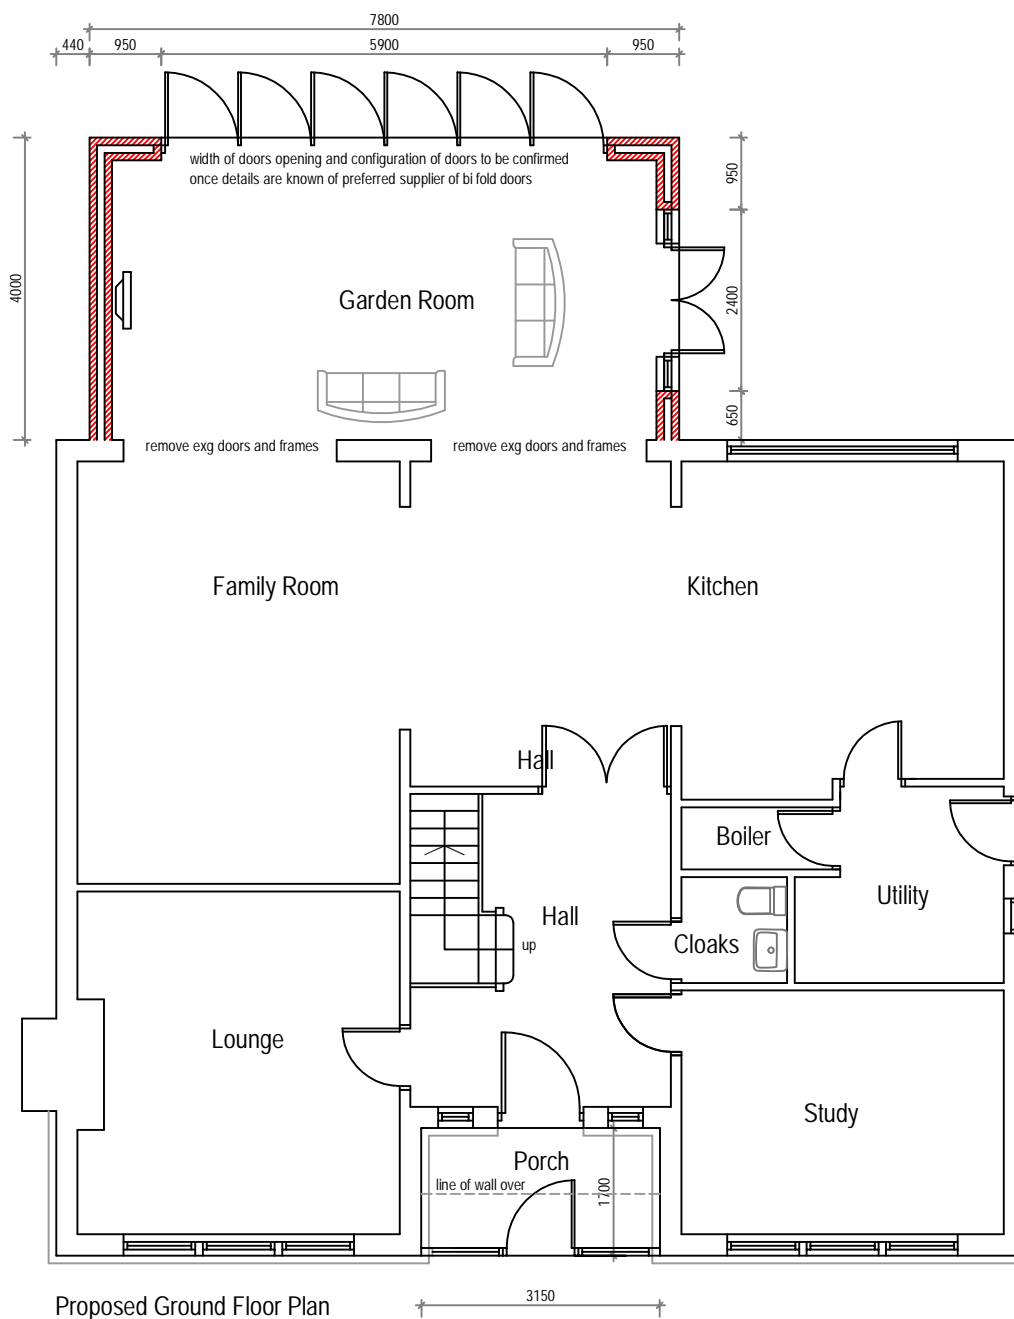 7800
440
950
5900
950
width of doors opening and configuration of doors to be confirmed
once details are known of preferred supplier of bi fold doors
950
4000
Garden Room
2400
650
remove exg doors and frames
remove exg doors and frames
Family Room
Kitchen
Hall
Boiler
Utility
Hall
Cloaks
up
Lounge
Study
Porch
line of wall over
1700
3150
Proposed Ground Floor Plan